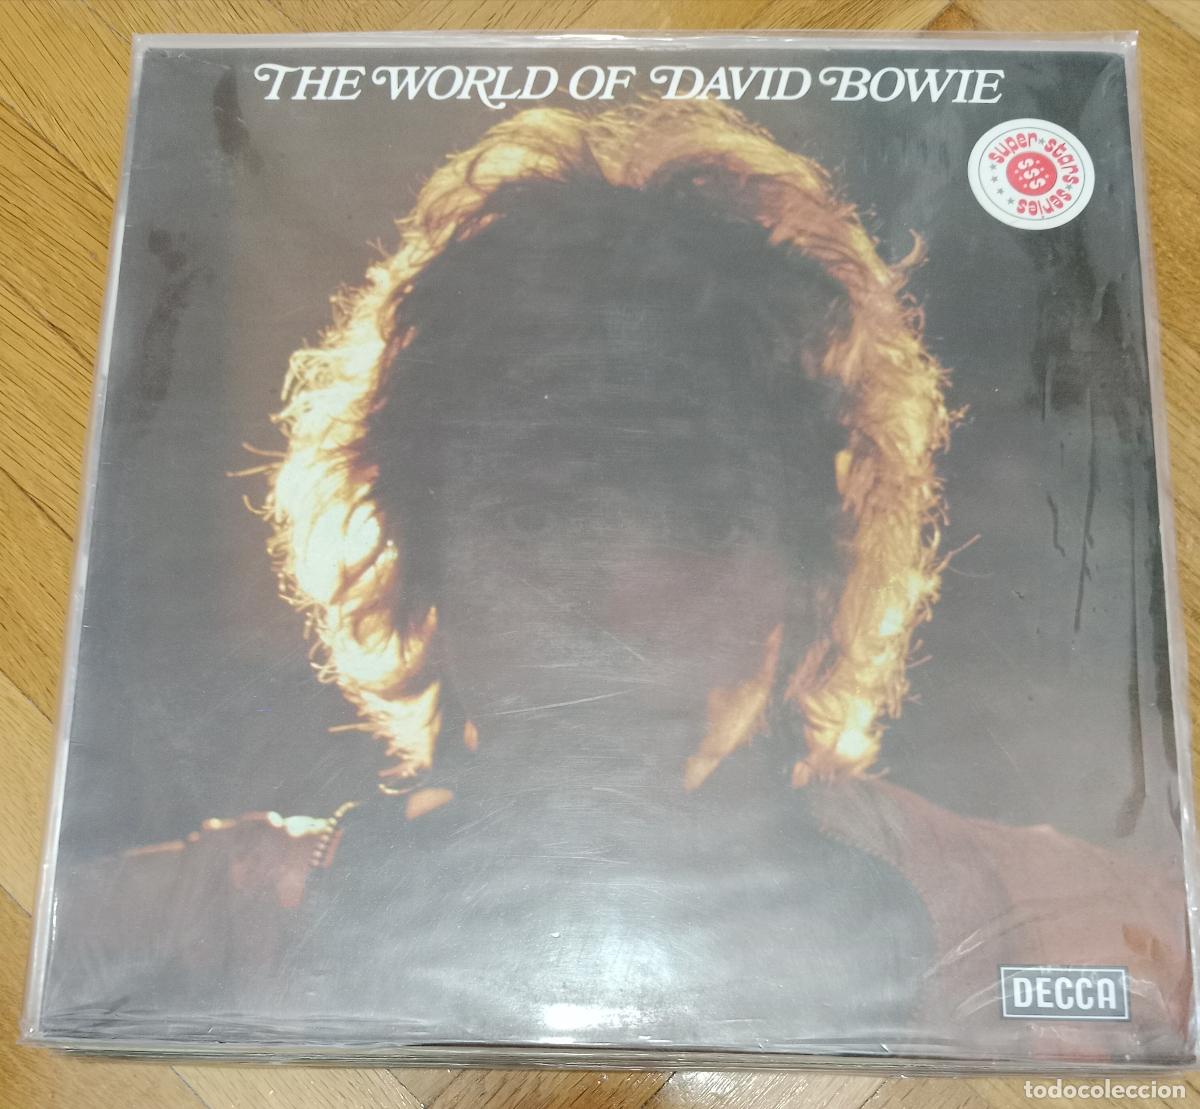 THE WORLD OF DAVID BOWIE
super★stars★series
SSS
DECCA
todocoleccion